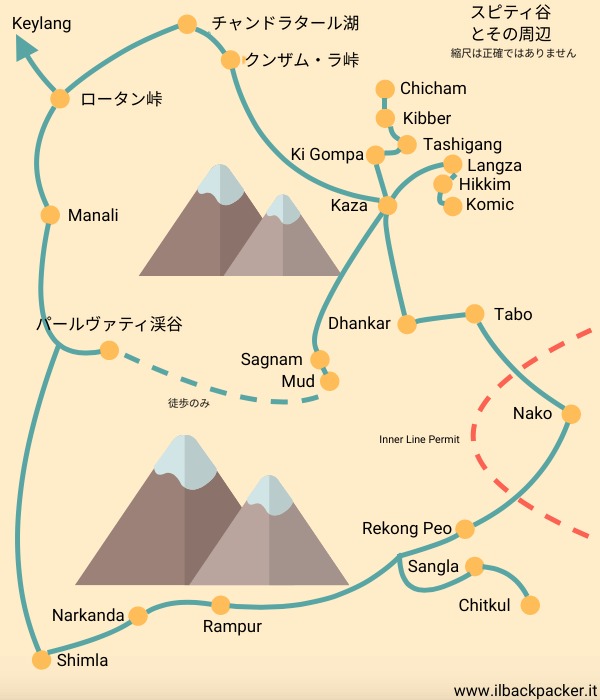 スピティ谷
とその周辺
縮尺は正確ではありません
Keylang
チャンドラタール湖
クンザム・ラ峠
ロータン峠
Chicham
Kibber
Tashigang
Ki Gompa
Langza
Hikkim
Komic
Kaza
Manali
パールヴァティ渓谷
Dhankar
Tabo
Sagnam
Mud
徒歩のみ
Nako
Inner Line Permit
Rekong Peo
Sangla
Chitkul
Narkanda
Rampur
Shimla
www.ilbackpacker.it